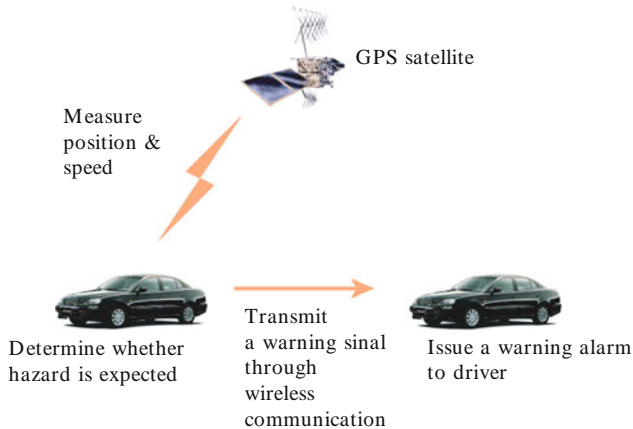 GPS satellite
Measure
position &
speed
Determine whether
hazard is expected
Transmit
a warning sinal
through
wireless
communication
Issue a warning alarm
to driver